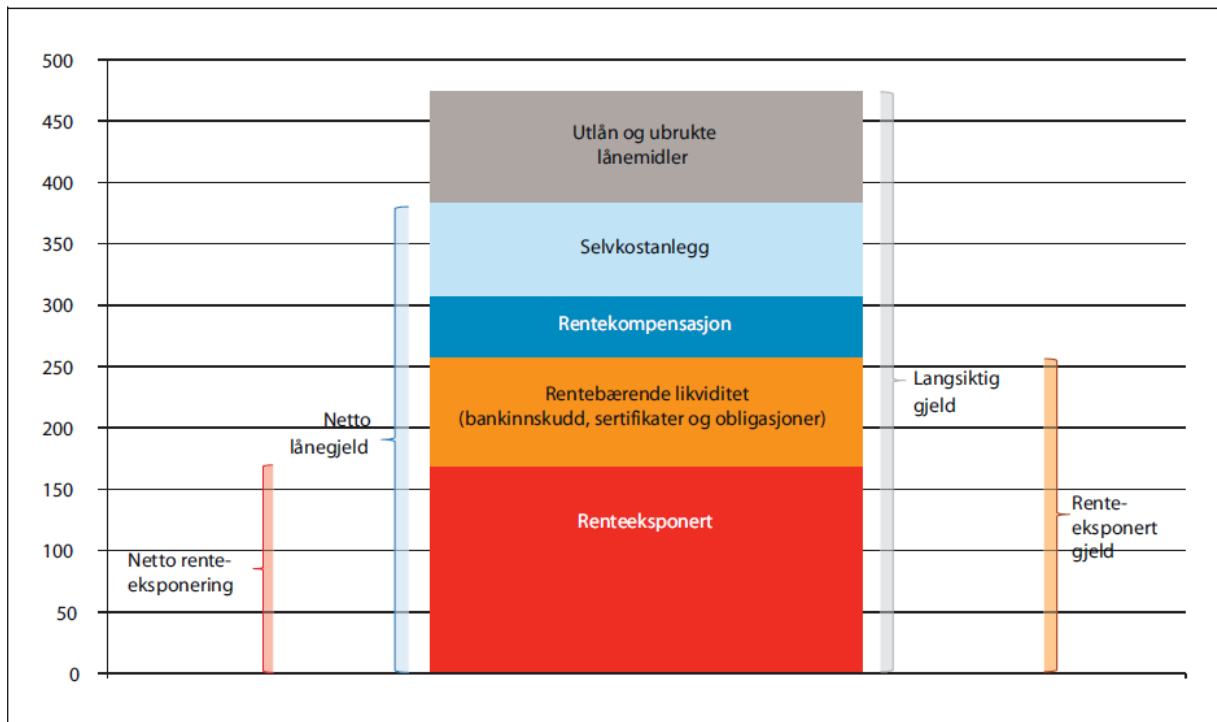 500
450
400
350
300
250
200
150
100
50
0
Utlån og ubrukte
lånemidler
Selvkostanlegg
Rentekompensasjon
Rentebærende likviditet
(bankinnskudd, sertifikater og obligasjoner)
Renteeksponert
Netto rente-
eksponering
Netto
lånegjeld
Langsiktig
gjeld
Rente-
eksponert
gjeld